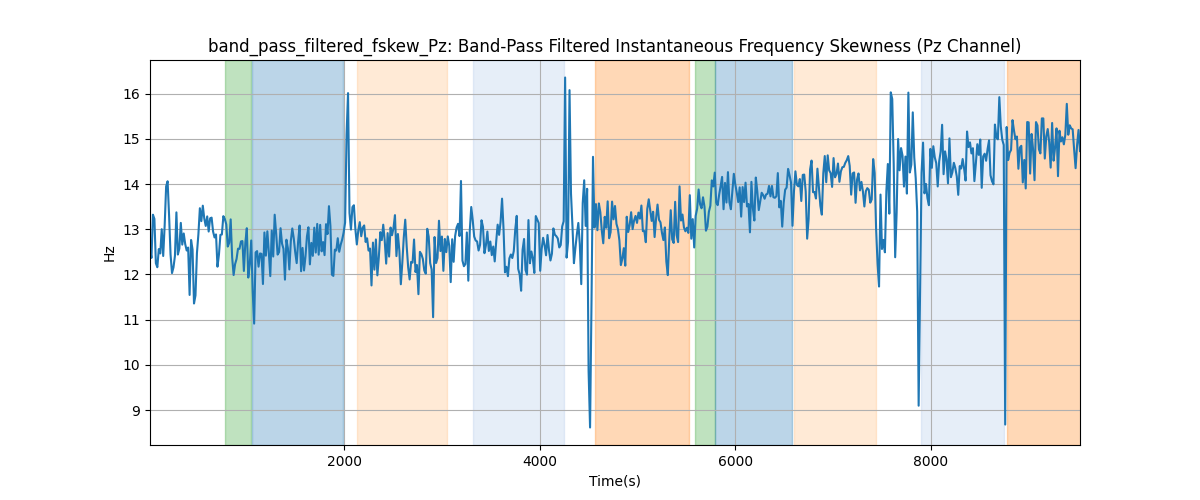 band_pass_filtered_fskew_Pz: Band-Pass Filtered Instantaneous Frequency Skewness (Pz Channel)
16
15
14
13
12
11
10
9
Hz
2000 4000 6000 8000
Time(s)